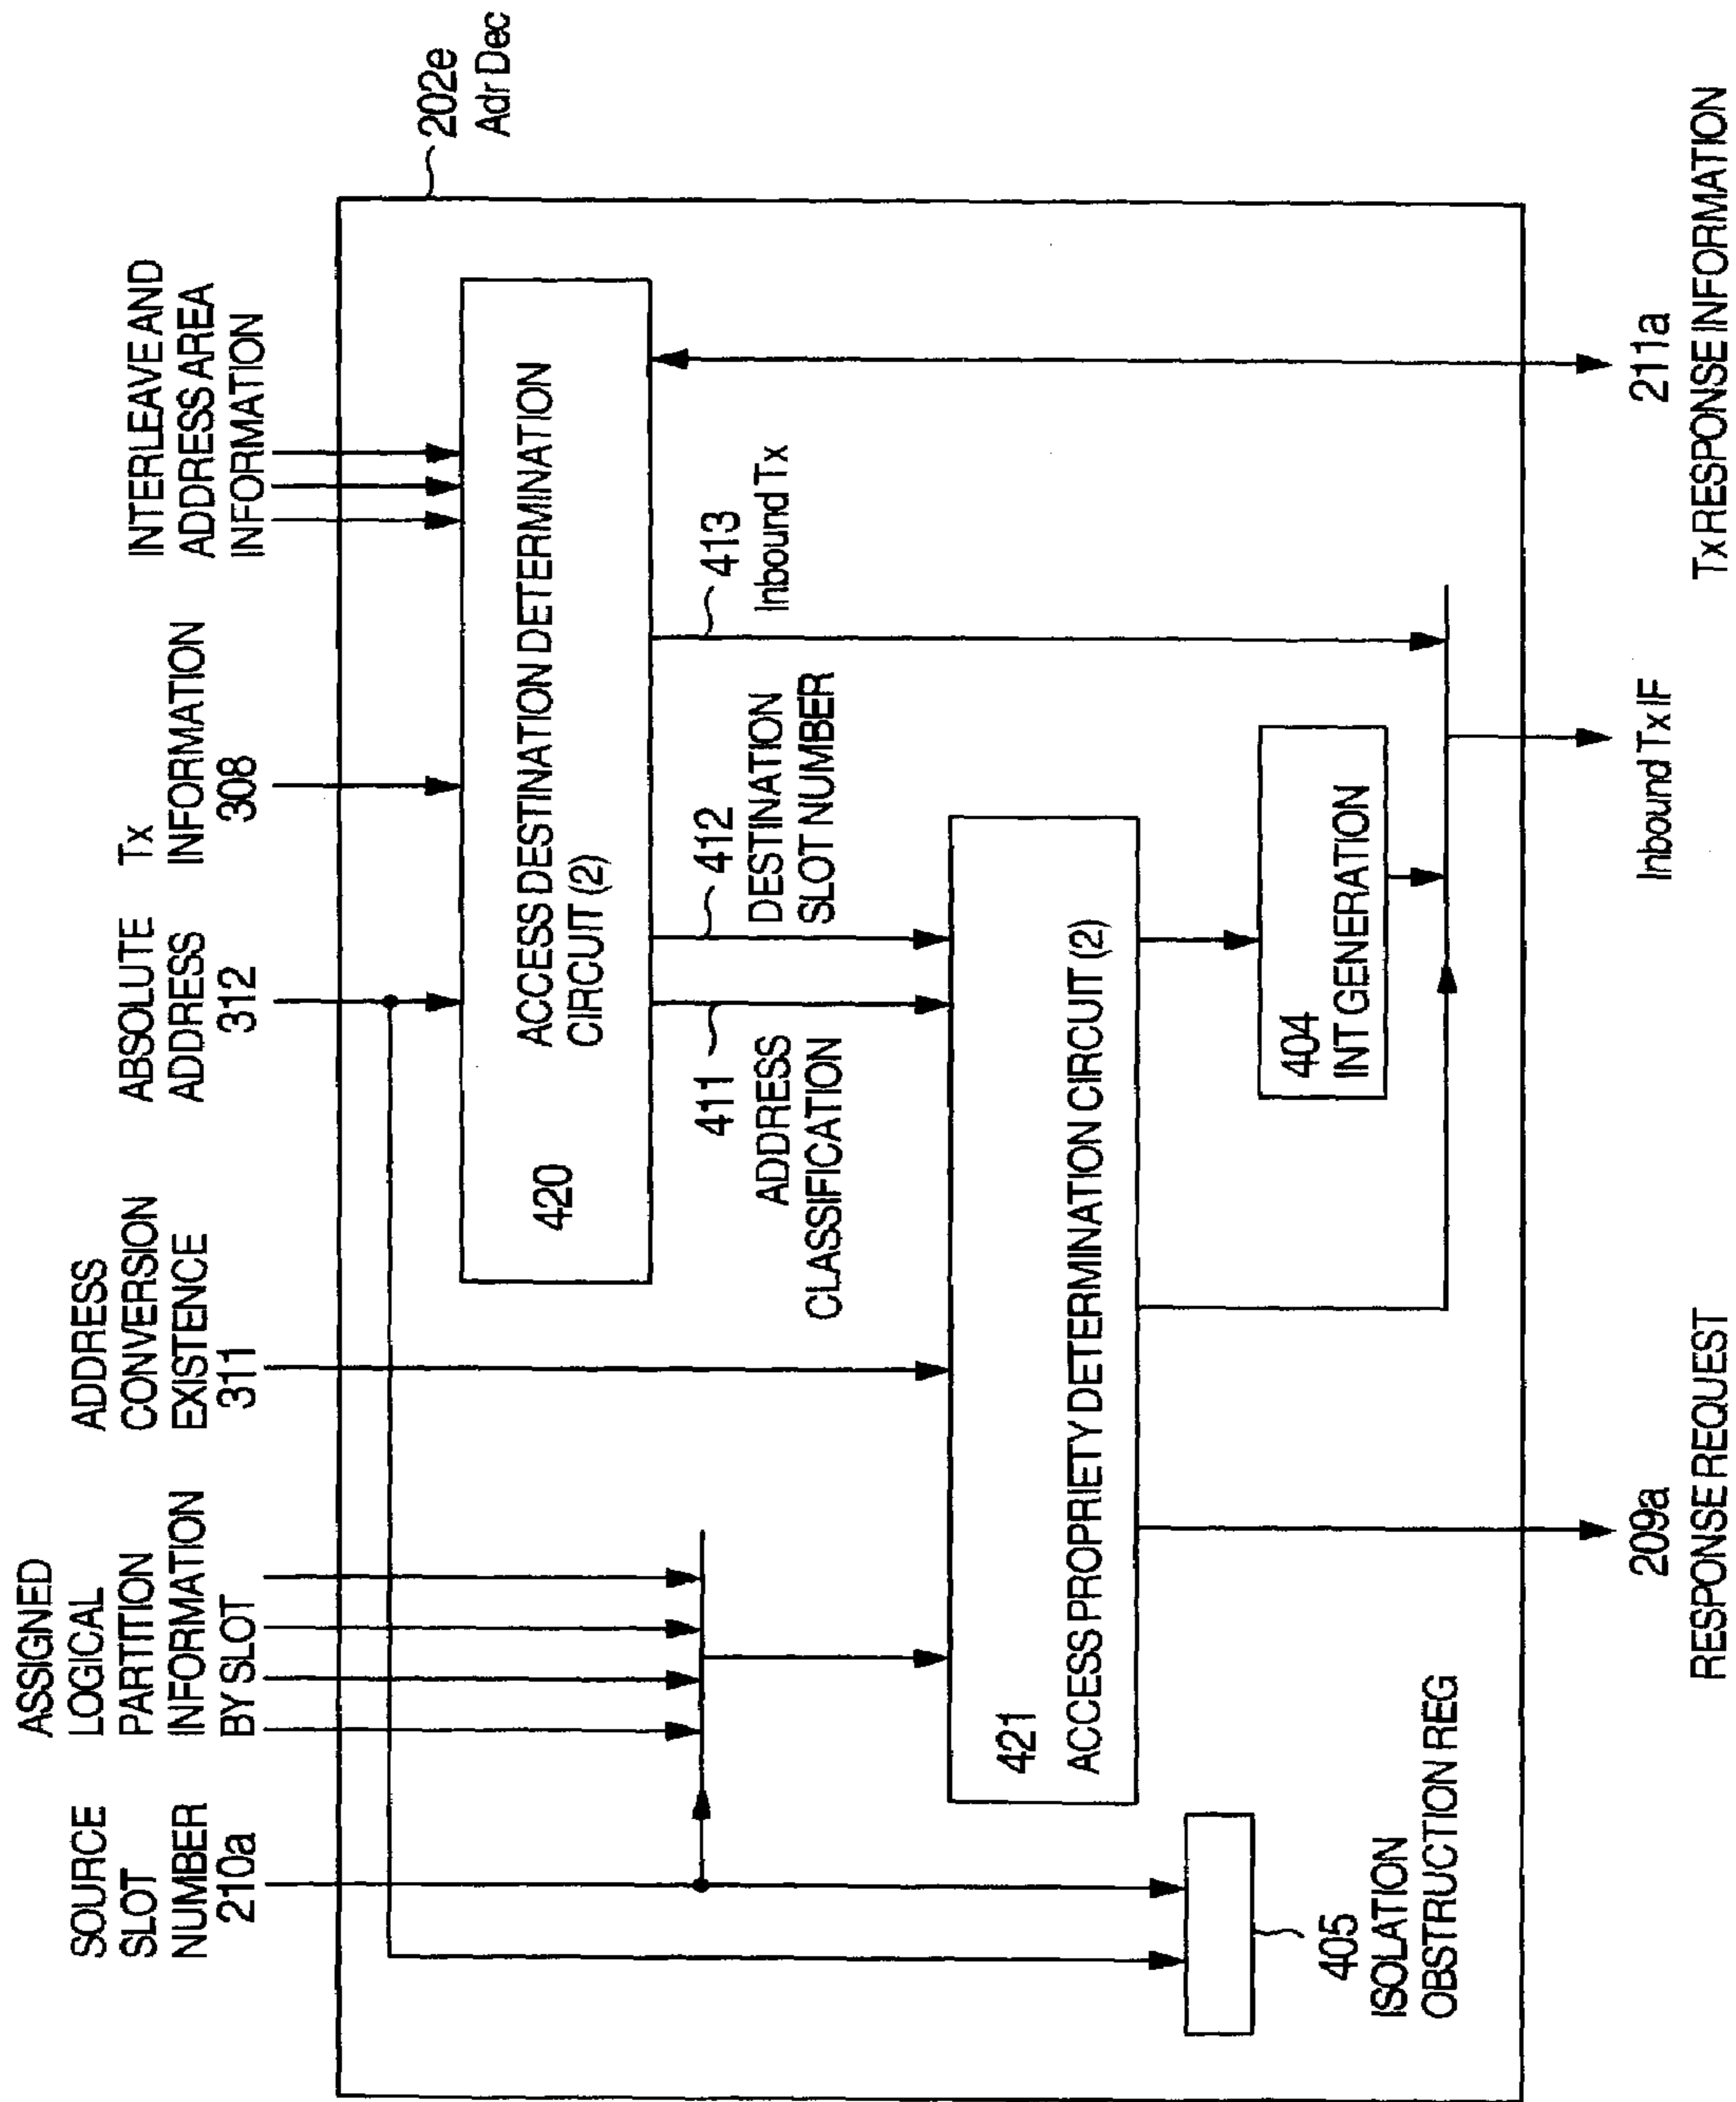 SOURCE
SLOT
NUMBER
210a
ASSIGNED
LOGICAL
PARTITION
INFORMATION
BY SLOT
ADDRESS
CONVERSION
EXISTENCE
311
ABSOLUTE
ADDRESS
312
Tx
INFORMATION
308
INTERLEAVE AND
ADDRESS AREA
INFORMATION
202e
Adr Dec
420
ACCESS DESTINATION DETERMINATION
CIRCUIT (2)
411
ADDRESS
CLASSIFICATION
412
DESTINATION
SLOT NUMBER
413
Inbound Tx
421
ACCESS PROPRIETY DETERMINATION CIRCUIT (2)
404
INT GENERATION
405
ISOLATION
OBSTRUCTION REG
209a
RESPONSE REQUEST
Inbound Tx IF
211a
Tx RESPONSE INFORMATION